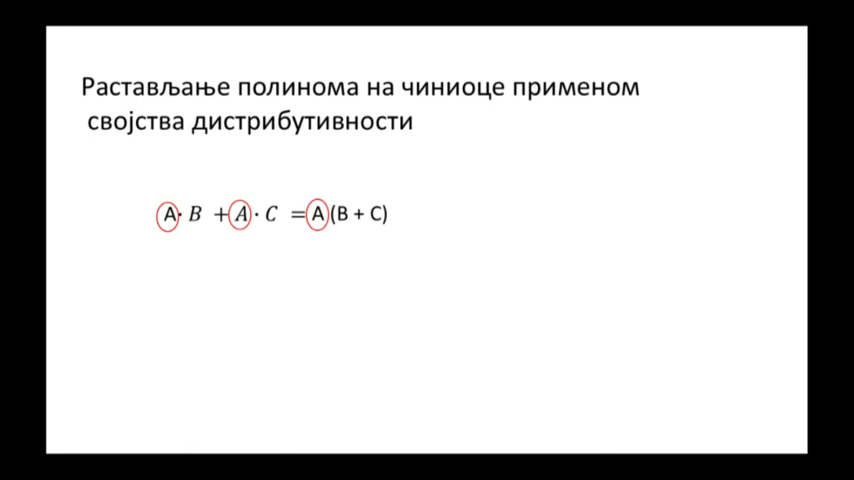 Растављање полинома на чиниоце применом
својства дистрибутивности
A· B + A · C = A (B + C)